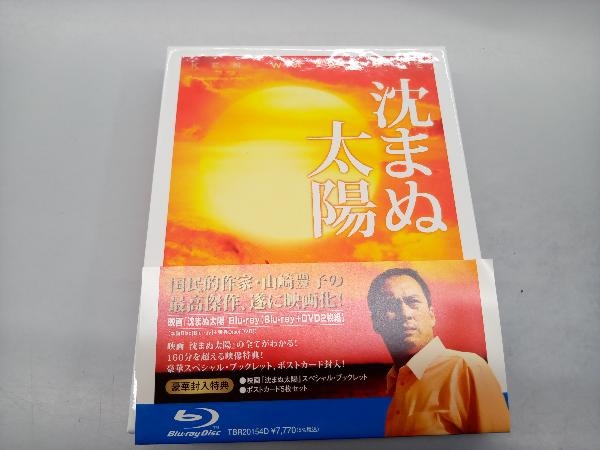 沈まぬ
太陽
国民的作家・山崎豊子の
最高傑作、遂に映画化!
映画「沈まぬ太陽 Blu-ray【Blu-ray+DVD2枚組】
映画『沈まぬ太陽』の全てがわかる!
160分を超える映像特典!
豪華スペシャル・ブックレット、ポストカード封入!
豪華封入特典
●映画「沈まぬ太陽」スペシャル・ブックレット
●ポストカード5枚セット
Blu-ray Disc
TBR20154D ¥7,770(5%税込)